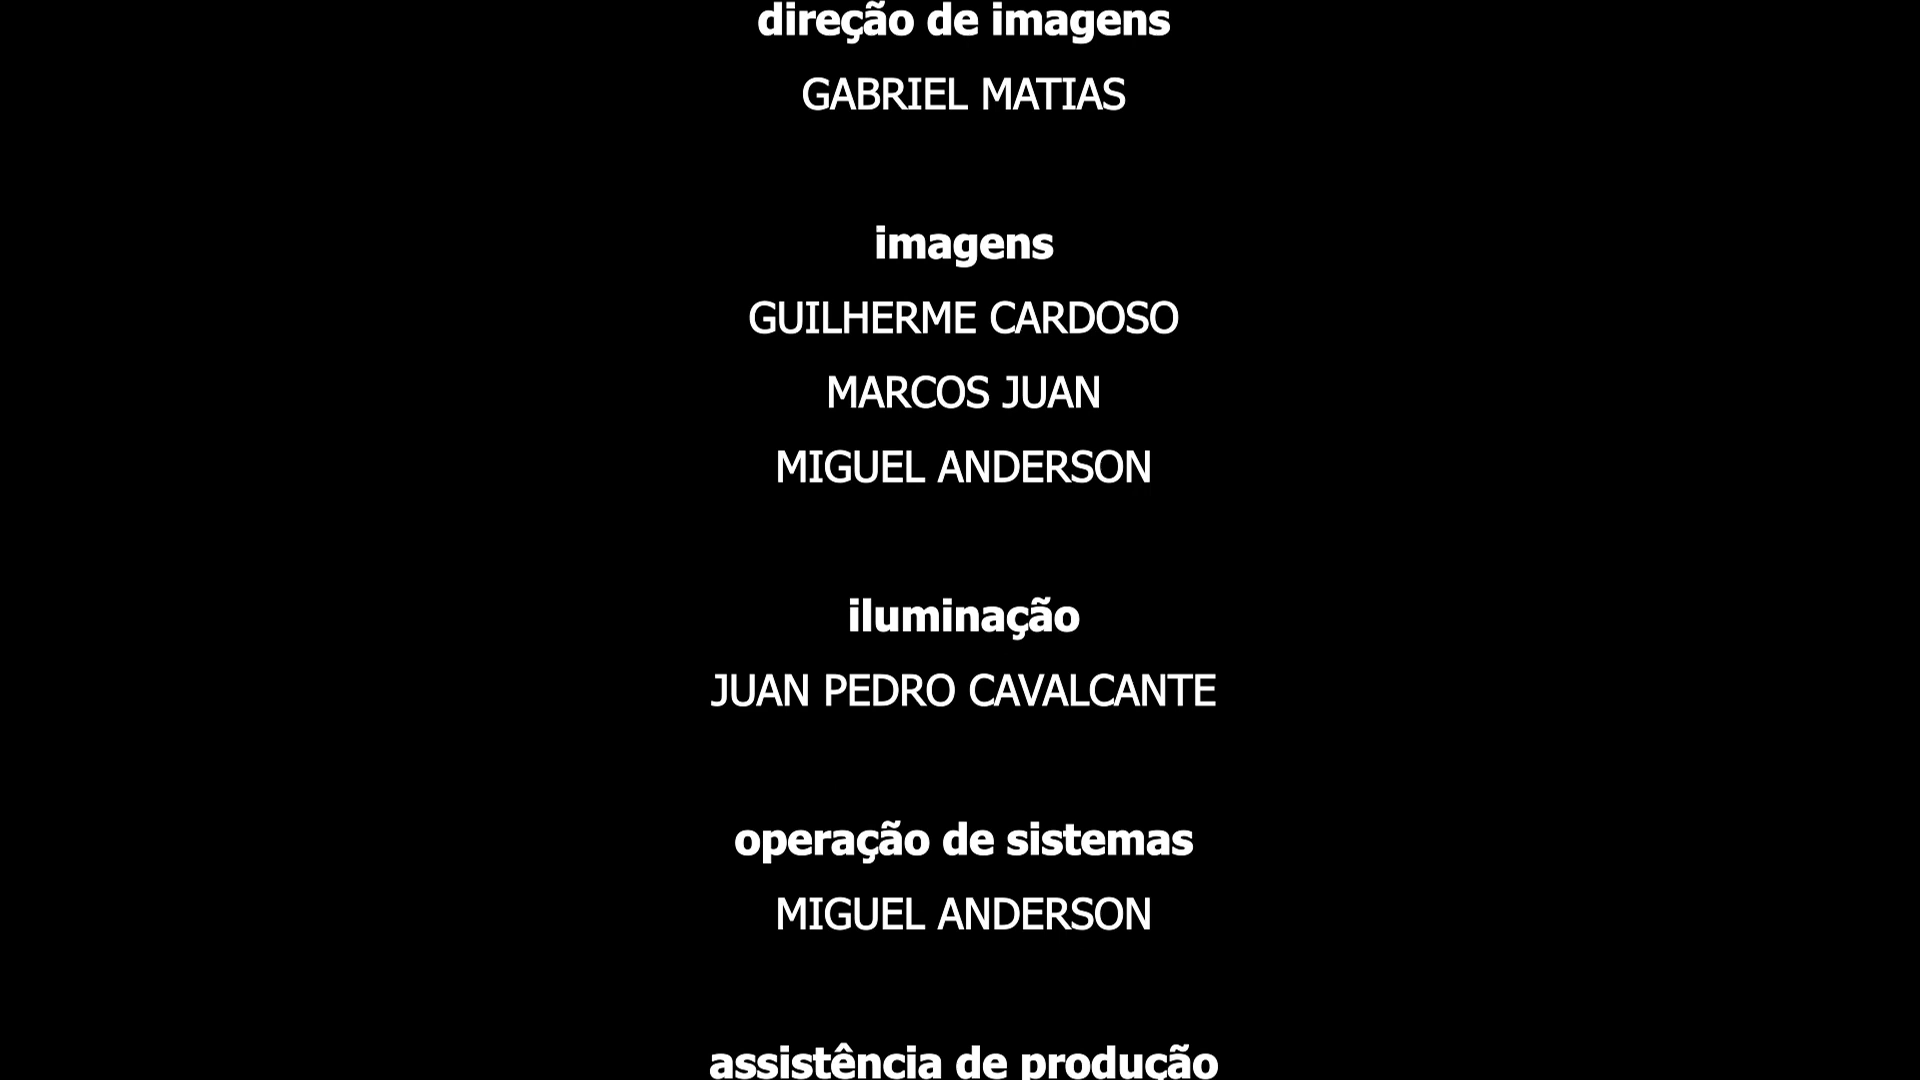 direção de imagens
GABRIEL MATIAS
imagens
GUILHERME CARDOSO
MARCOS JUAN
MIGUEL ANDERSON
iluminação
JUAN PEDRO CAVALCANTE
operação de sistemas
MIGUEL ANDERSON
assistência de produção